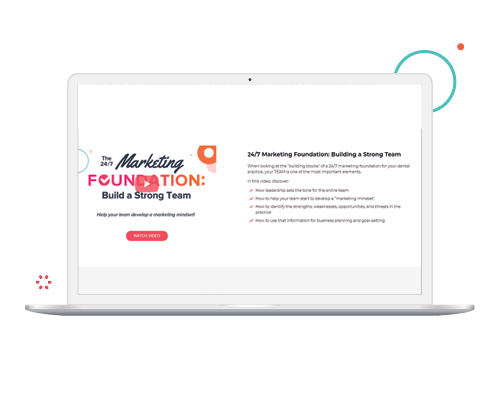 The
24/7
Marketing
FOUNDATION:
Build a Strong Team
Help your team develop a marketing mindset!
WATCH VIDEO
24/7 Marketing Foundation: Building a Strong Team
When looking at the "building blocks" of a 24/7 marketing foundation for your dental
practice, your TEAM is one of the most important elements.
In this video, discover:
How leadership sets the tone for the entire team
How to help your team start to develop a "marketing mindset"
How to identify the strengths, weaknesses, opportunities, and threats in the
practice
How to use that information for business planning and goal-setting